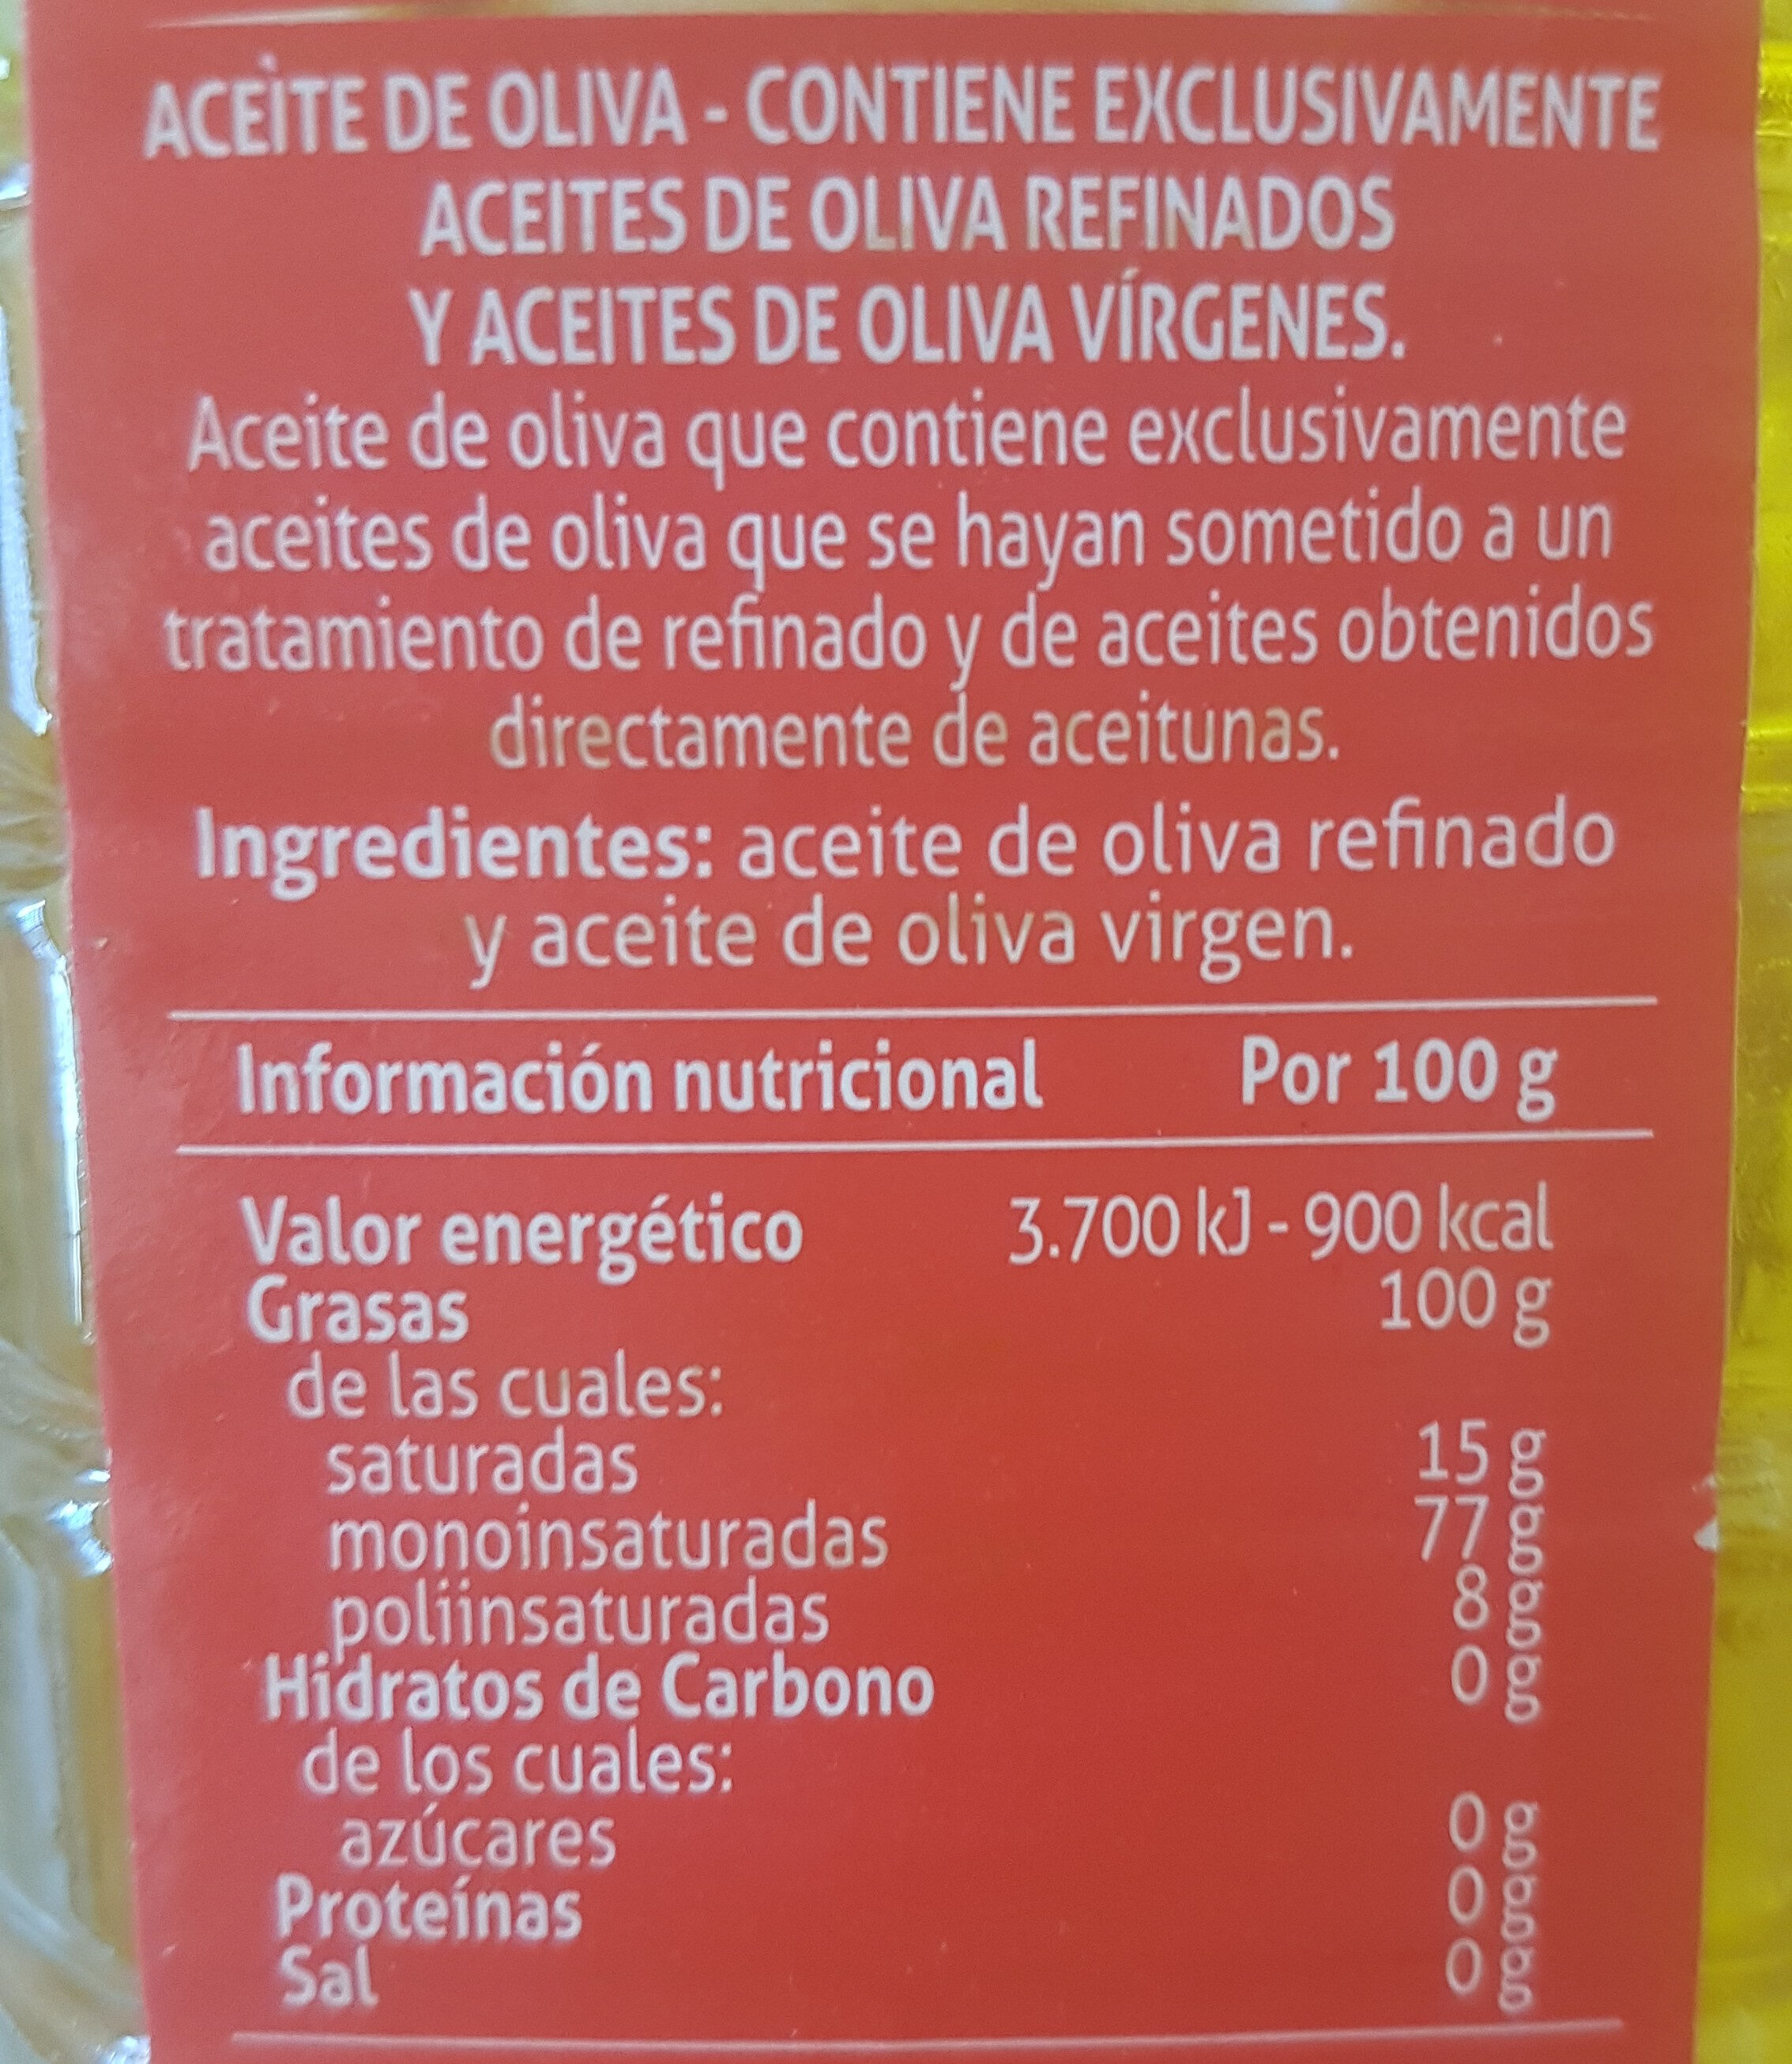 ACEITE DE OLIVA - CONTIENE EXCLUSIVAMENTE
ACEITES DE OLIVA REFINADOS
Y ACEITES DE OLIVA VÍRGENES.
Aceite de oliva que contiene exclusivamente
aceites de oliva que se hayan sometido a un
tratamiento de refinado y de aceites obtenidos
directamente de aceitunas.
Ingredientes: aceite de oliva refinado
y aceite de oliva virgen.
Información nutricional Por 100 g
Valor energético 3.700 kJ - 900 kcal
Grasas 100 g
de las cuales:
saturadas 15 g
monoinsaturadas 77 g
poliinsaturadas 8 g
Hidratos de Carbono 0 g
de los cuales:
azúcares 0 g
Proteínas 0 g
Sal 0 g